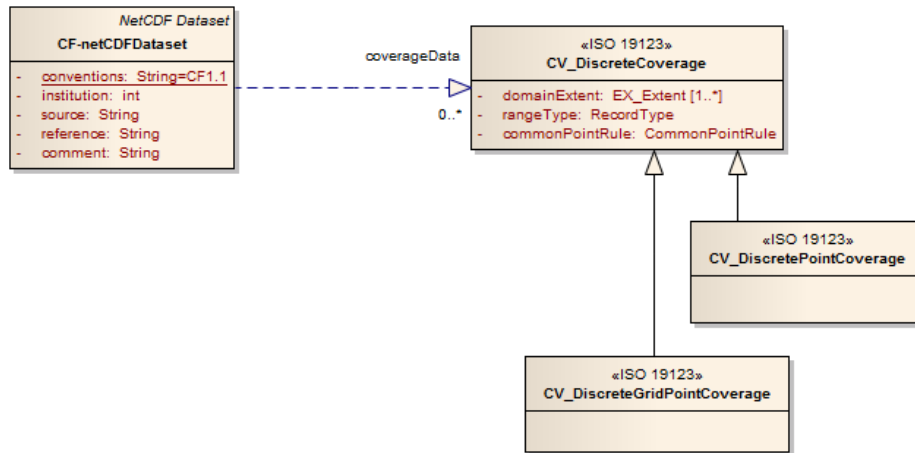 NetCDF Dataset
CF-netCDFDataset
- conventions: String=CF1.1
- institution: int
- source: String
- reference: String
- comment: String
coverageData
0..*
«ISO 19123»
CV_DiscreteCoverage
- domainExtent: EX_Extent [1..*]
- rangeType: RecordType
- commonPointRule: CommonPointRule
«ISO 19123»
CV_DiscretePointCoverage
«ISO 19123»
CV_DiscreteGridPointCoverage